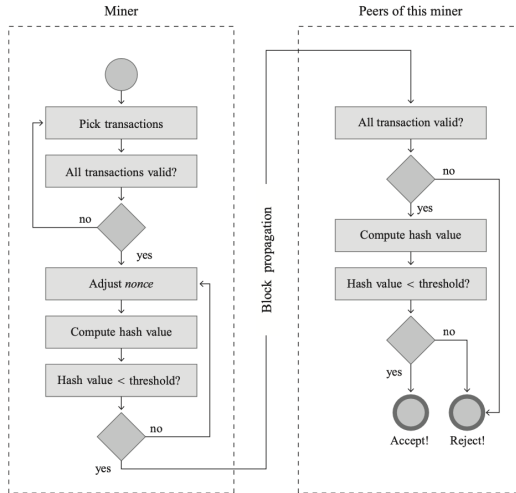 Miner
Pick transactions
All transactions valid?
no
yes
Adjust nonce
Compute hash value
Hash value < threshold?
no
yes
Block propagation
Peers of this miner
All transaction valid?
no
yes
Compute hash value
Hash value < threshold?
no
yes
Accept!
Reject!